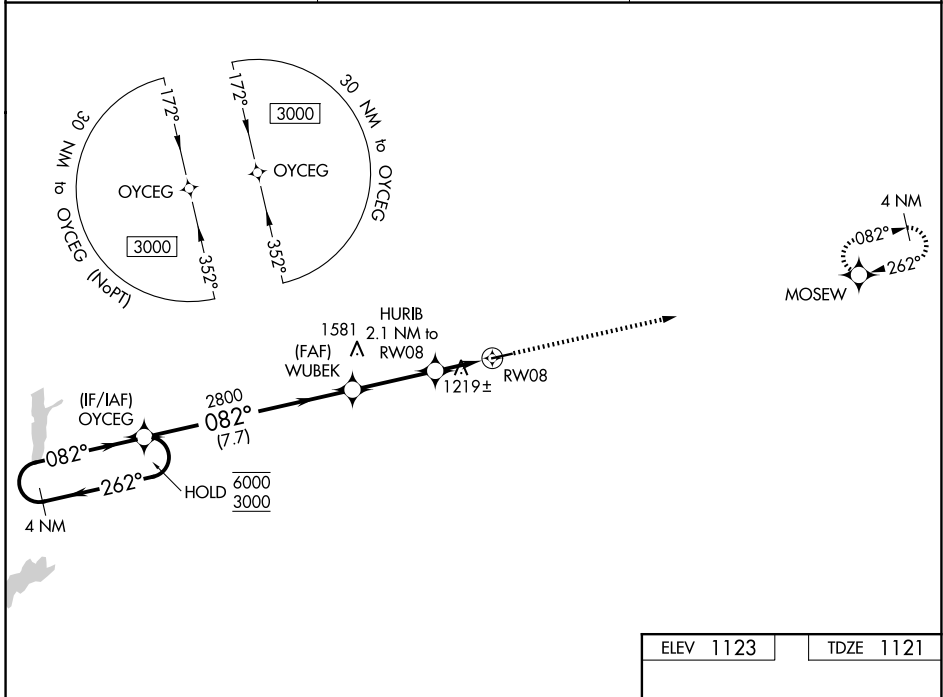 172°
30 NM to OYCEG (NoPT)
OYCEG
3000
352°
172°
3000
30 NM to OYCEG
OYCEG
352°
4 NM
082°
262°
MOSEW
HURIB
2.1 NM to
RW08
1581
(FAF)
WUBEK
1219±
RW08
(IF/IAF)
OYCEG
2800
082°
(7.7)
082°
262°
4 NM
HOLD
6000
3000
ELEV 1123
TDZE 1121